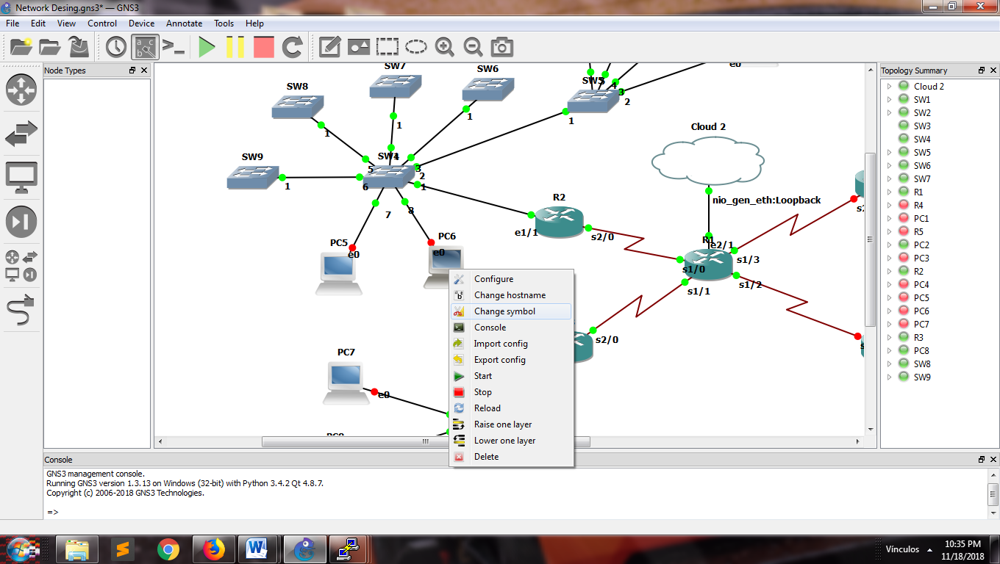 Network Desing.gns3* — GNS3
File Edit View Control Device Annotate Tools Help
Node Types
Topology Summary
SW7
SW6
SW8
SW5
e0
4
3
2
1
1
1
1
SW9
1
SW4
5
3
2
1
6
7
8
Cloud 2
nio_gen_eth:Loopback
R2
e1/1
s2/0
R1
e2/1
s1/3
s1/0
s1/2
s1/1
s2/0
PC5
e0
PC6
e0
PC7
e0
Configure
Change hostname
Change symbol
Console
Import config
Export config
Start
Stop
Reload
Raise one layer
Lower one layer
Delete
Cloud 2
SW1
SW2
SW3
SW4
SW5
SW6
SW7
R1
R4
PC1
R5
PC2
PC3
R2
PC4
PC5
PC6
PC7
R3
PC8
SW8
SW9
Console
GNS3 management console.
Running GNS3 version 1.3.13 on Windows (32-bit) with Python 3.4.2 Qt 4.8.7.
Copyright (c) 2006-2018 GNS3 Technologies.
=>
Vínculos
10:35 PM
11/18/2018